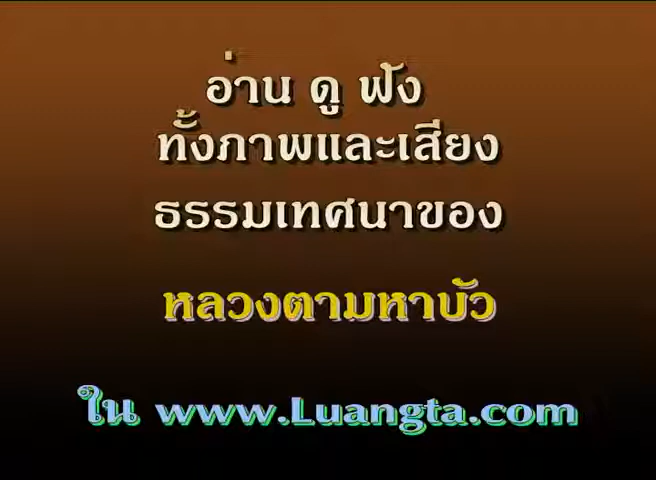 อ่าน ดู ฟัง
ทั้งภาพและเสียง
ธรรมเทศนาของ
หลวงตามหาบัว
ใน www.Luangta.com